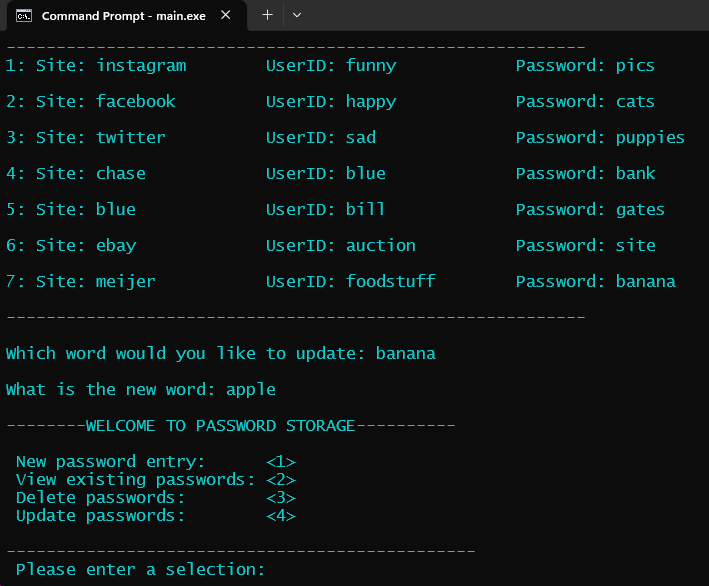 Command Prompt - main.exe
----------------------------------------------------------
1: Site: instagram        UserID: funny            Password: pics
2: Site: facebook         UserID: happy            Password: cats
3: Site: twitter          UserID: sad              Password: puppies
4: Site: chase            UserID: blue             Password: bank
5: Site: blue             UserID: bill             Password: gates
6: Site: ebay             UserID: auction          Password: site
7: Site: meijer           UserID: foodstuff        Password: banana
----------------------------------------------------------
Which word would you like to update: banana
What is the new word: apple
--------WELCOME TO PASSWORD STORAGE----------
New password entry:      <1>
View existing passwords: <2>
Delete passwords:        <3>
Update passwords:        <4>
-----------------------------------------------
Please enter a selection: